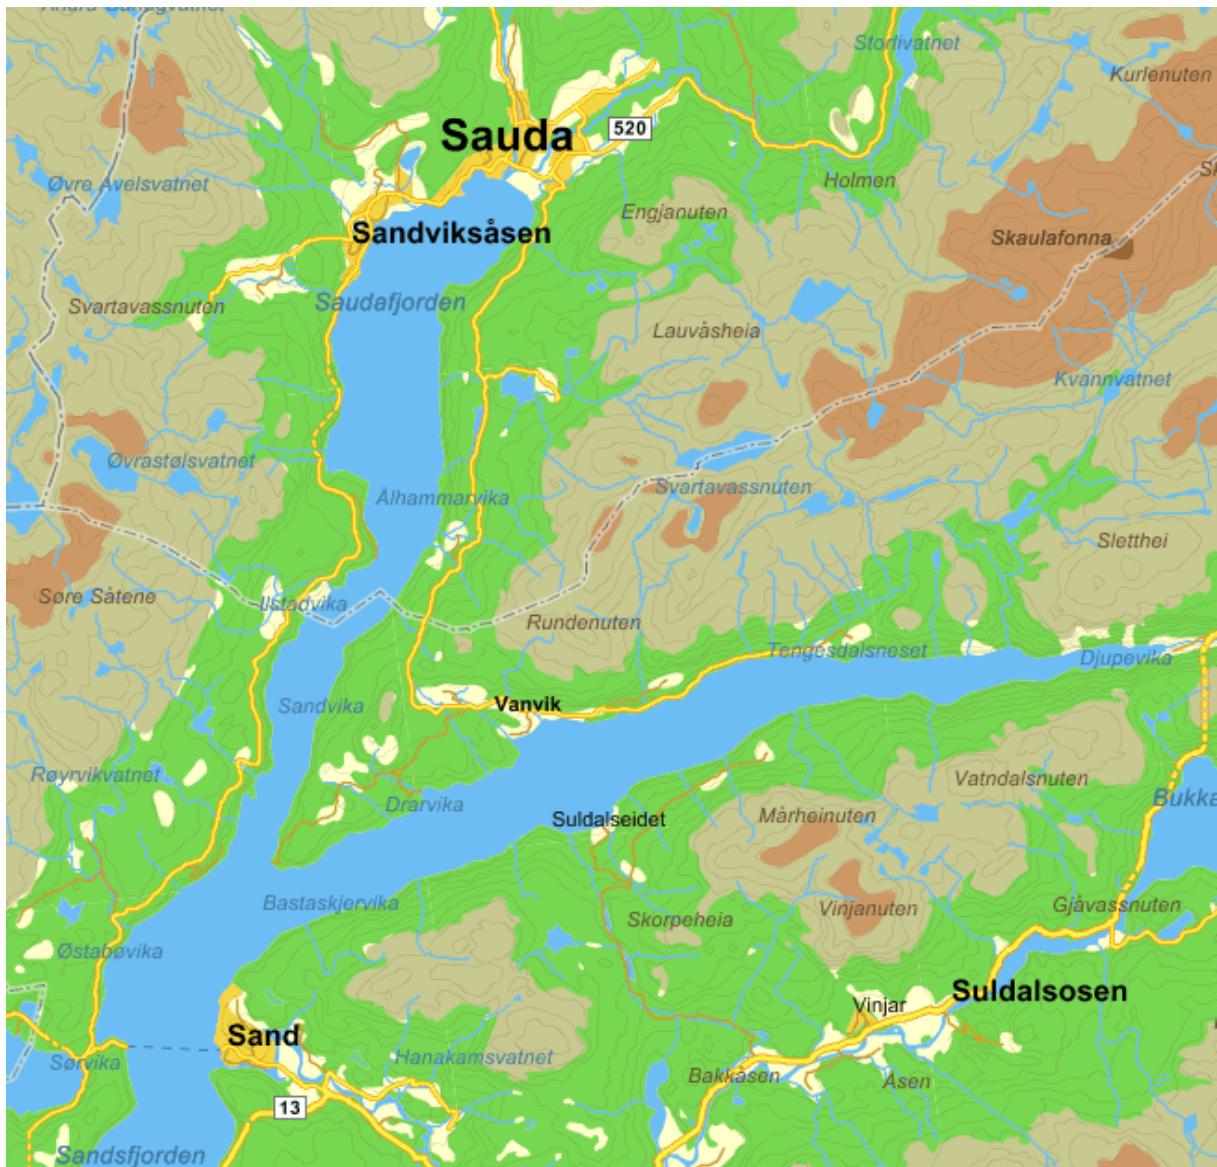 Storlivatnet
Kurlenuten
Sauda
520
Øvre Avelsvatnet
Holmen
Engjanuten
Sandviksåsen
Skaulafonna
Saudafjorden
Svartavassnuten
Lauvåsheia
Kvannvatnet
Øvrastølsvatnet
Ålhammarvika
Svartavassnuten
Sletthei
Søre Såtene
Ilstadvika
Rundenuten
Tengesdalsneset
Djupevika
Sandvika
Vanvik
Røyrvikvatnet
Vatndalsnuten
Drarvika
Bukka
Suldalseidet
Mårheinuten
Bastaskjervika
Skorpeheia
Vinjanuten
Gjåvassnuten
Østabøvika
Suldalsosen
Vinjar
Sand
Sørvika
Hanakamsvatnet
Bakkåsen
Åsen
13
Sandsfjorden